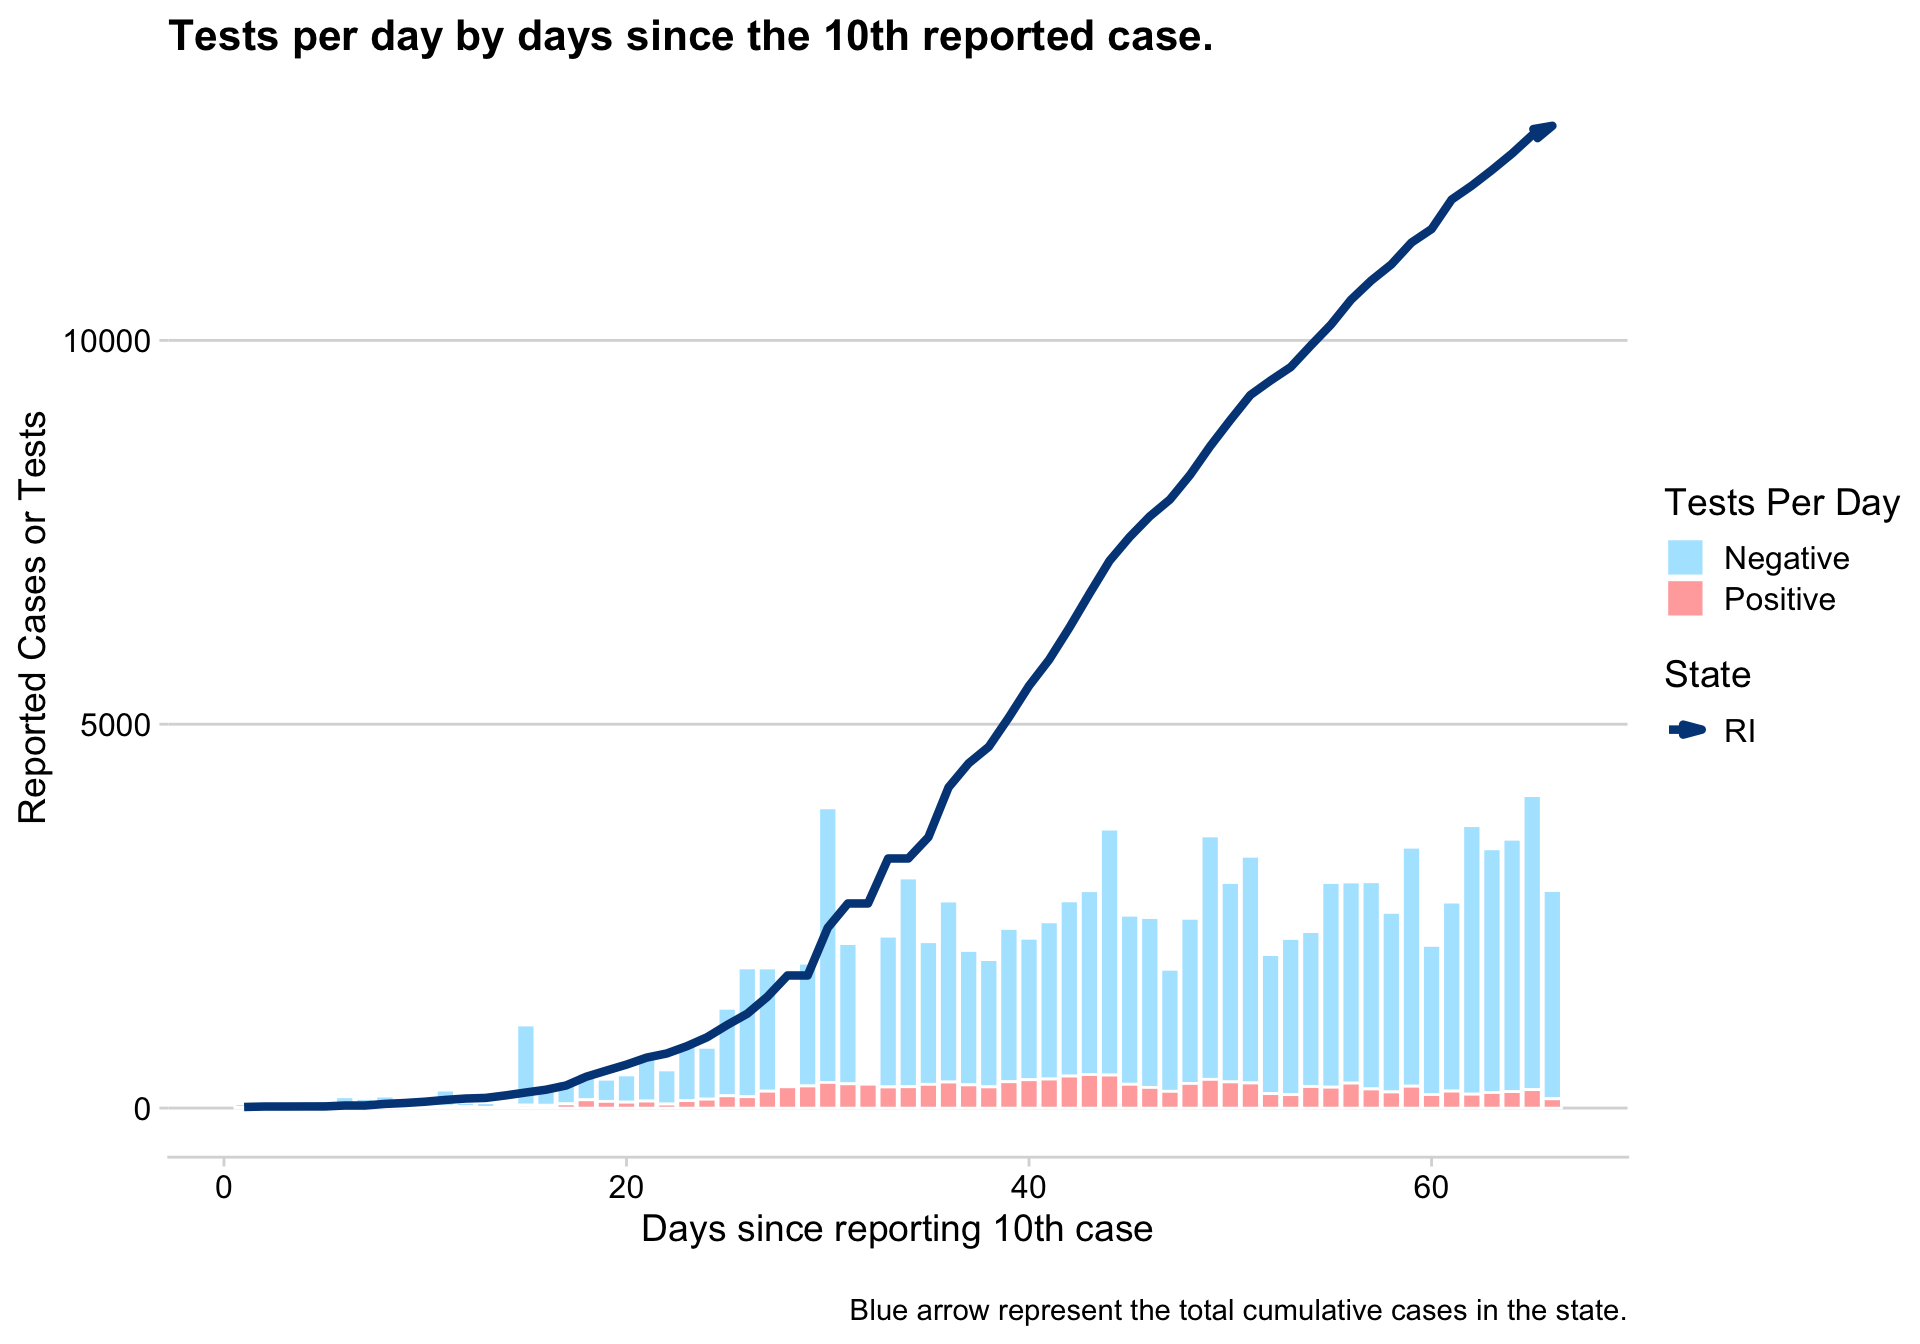 Tests per day by days since the 10th reported case.
10000
5000
0
Reported Cases or Tests
0
20
40
60
Days since reporting 10th case
Tests Per Day
Negative
Positive
State
RI
Blue arrow represent the total cumulative cases in the state.